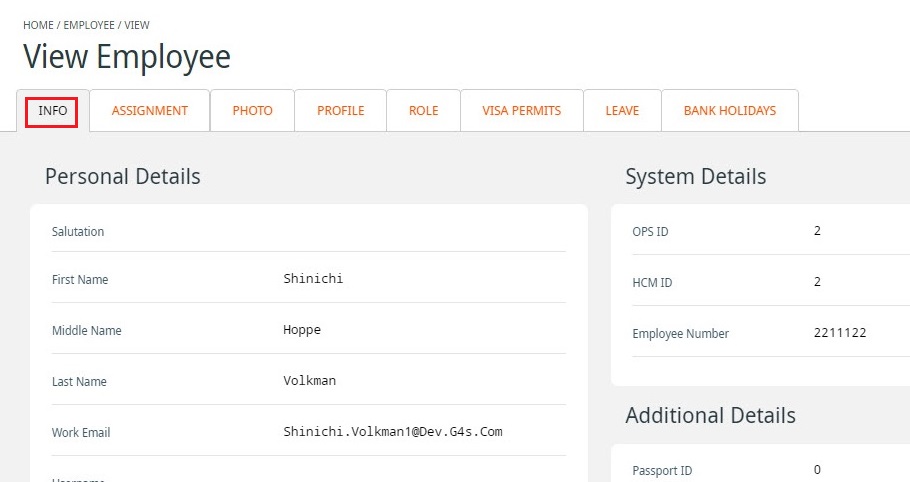 HOME / EMPLOYEE / VIEW
View Employee
INFO ASSIGNMENT PHOTO PROFILE ROLE VISA PERMITS LEAVE BANK HOLIDAYS
Personal Details
Salutation
First Name Shinichi
Middle Name Hoppe
Last Name Volkman
Work Email Shinichi.Volkman1@Dev.G4s.Com
System Details
OPS ID 2
HCM ID 2
Employee Number 2211122
Additional Details
Passport ID 0